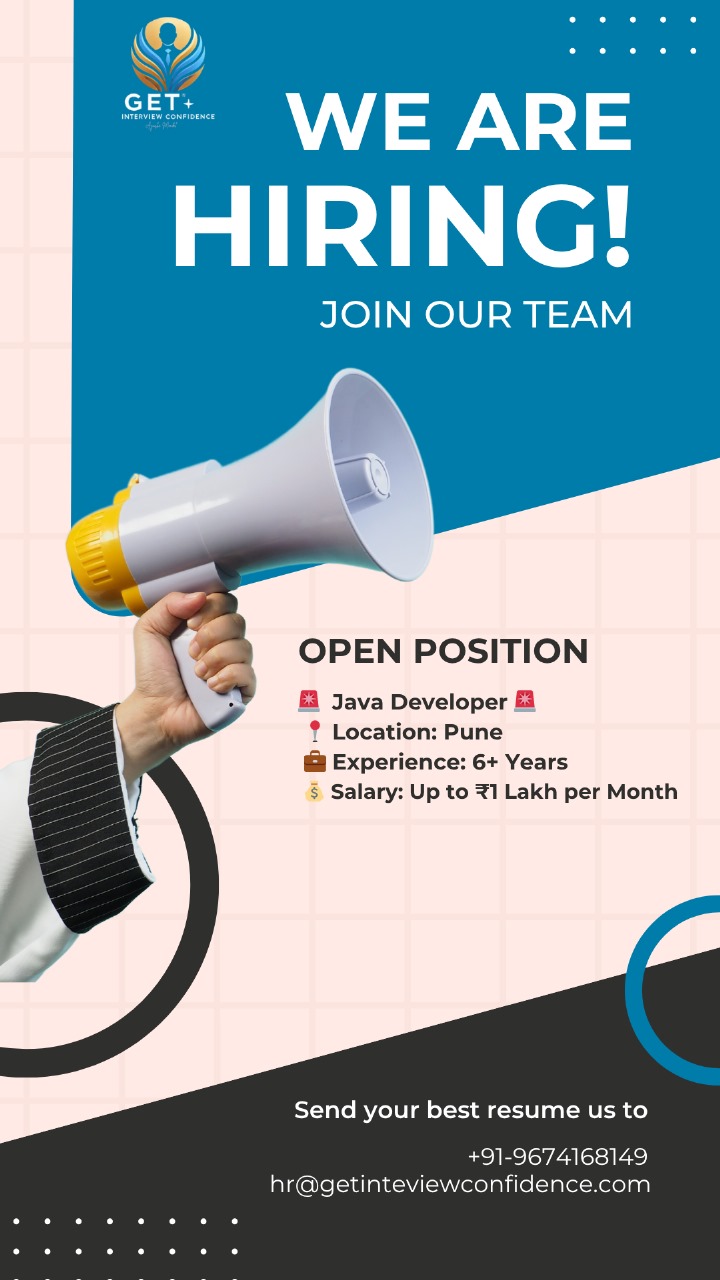 GET
INTERVIEW CONFIDENCE
WE ARE
HIRING!
JOIN OUR TEAM
OPEN POSITION
🚨 Java Developer 🚨
📍 Location: Pune
💼 Experience: 6+ Years
💰 Salary: Up to ₹1 Lakh per Month
Send your best resume us to
+91-9674168149
hr@getinteviewconfidence.com